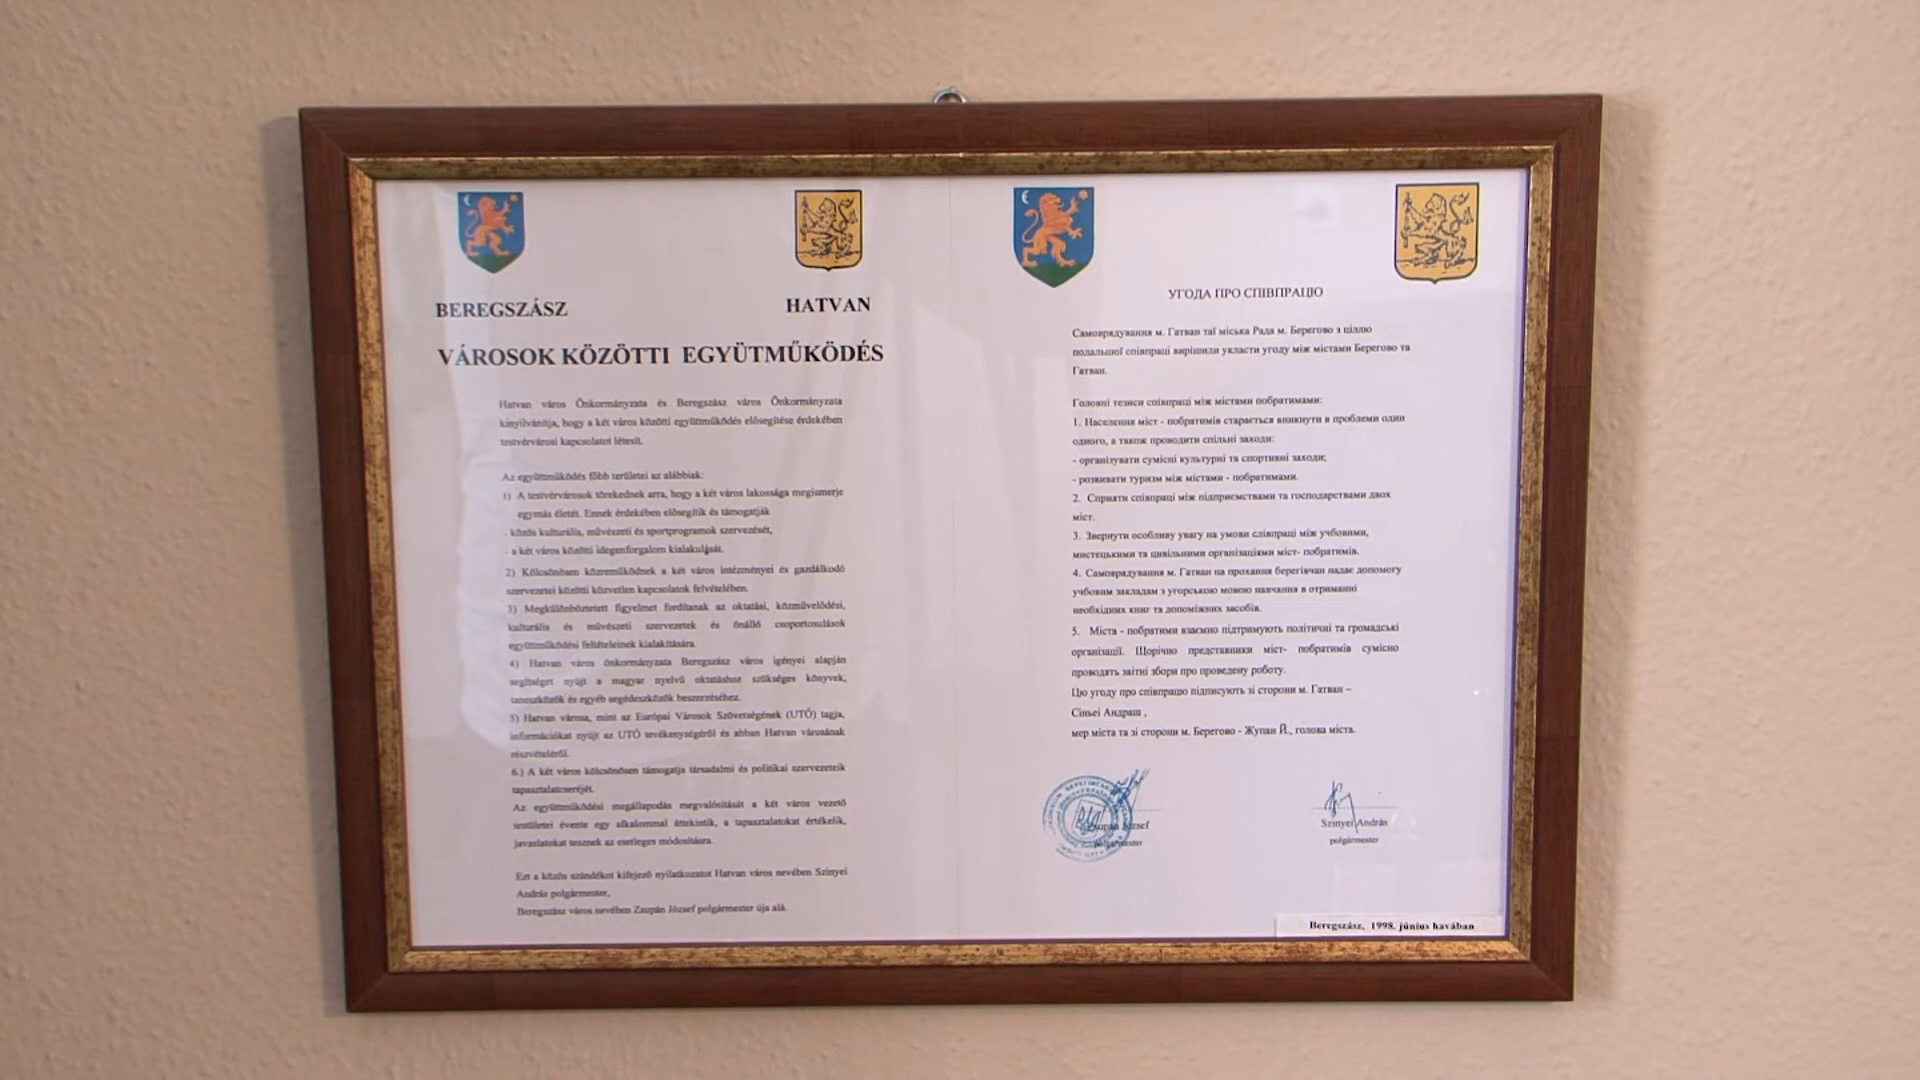 BEREGSZÁSZ HATVAN
VÁROSOK KÖZÖTTI EGYÜTMŰKÖDÉS
Hatvan város Önkormányzata és Beregszász város Önkormányzata
kinyilvánítja, hogy a két város közötti együttműködés elősegítése érdekében
testvérvárosi kapcsolatot létesít.
Az együttműködés főbb területei az alábbiak:
1) A testvérvárosok törekednek arra, hogy a két város lakossága megismerje
egymás életét. Ennek érdekében elősegítik és támogatják
- közös kulturális, művészeti és sportprogramok szervezését,
- a két város közötti idegenforgalom kialakulását.
2) Kölcsönösen közreműködnek a két város intézményei és gazdálkodó
szervezetei közötti közvetlen kapcsolatok felvételében.
3) Megkülönböztetett figyelmet fordítanak az oktatási, közművelődési,
kulturális és művészeti szervezetek és önálló csoportosulások
együttműködési feltételeinek kialakítására.
4) Hatvan város önkormányzata Beregszász város igényei alapján
segítséget nyújt a magyar nyelvű oktatáshoz szükséges könyvek,
taneszközök és egyéb segédeszközök beszerzéséhez.
5) Hatvan városa, mint az Európai Városok Szövetségének (UTÓ) tagja,
információkat nyújt az UTÓ tevékenységéről és abban Hatvan városának
részvételéről.
6.) A két város kölcsönösen támogatja társadalmi és politikai szervezeteik
tapasztalatcseréjét.
Az együttműködési megállapodás megvalósítását a két város vezető
testületei évente egy alkalommal áttekintik, a tapasztalatokat értékelik,
javaslatokat tesznek az esetleges módosításra.
Ezt a közös szándékot kifejező nyilatkozatot Hatvan város nevében Szinyei
András polgármester,
Beregszász város nevében Zsupán József polgármester írja alá.
УГОДА ПРО СПІВПРАЦЮ
Самоврядування м. Гатван таї міська Рада м. Берегово з ціллю
подальшої співпраці вирішили укласти угоду між містами Берегово та
Гатван.
Головні тезиси співпраці між містами побратимами:
1. Населення міст - побратимів старається вникнути в проблеми один
одного, а також проводити спільні заходи:
- організувати сумісні культурні та спортивні заходи;
- розвивати туризм між містами - побратимами.
2. Сприяти співпраці між підприємствами та господарствами двох
міст.
3. Звернути особливу увагу на умови співпраці між учбовими,
мистецькими та цивільними організаціями міст- побратимів.
4. Самоврядування м. Гатван на прохання берегівчан надає допомогу
учбовим закладам з угорською мовою навчання в отриманні
необхідних книг та допоміжних засобів.
5. Міста - побратими взаємно підтримують політичні та громадські
організації. Щорічно представники міст- побратимів сумісно
проводять звітні збори про проведену роботу.
Цю угоду про співпрацю підписують зі сторони м. Гатван –
Сіньеі Андраш ,
мер міста та зі сторони м. Берегово - Жупан Й., голова міста.
Zsupán József Szinyei András
polgármester polgármester
Beregszász, 1998. június havában